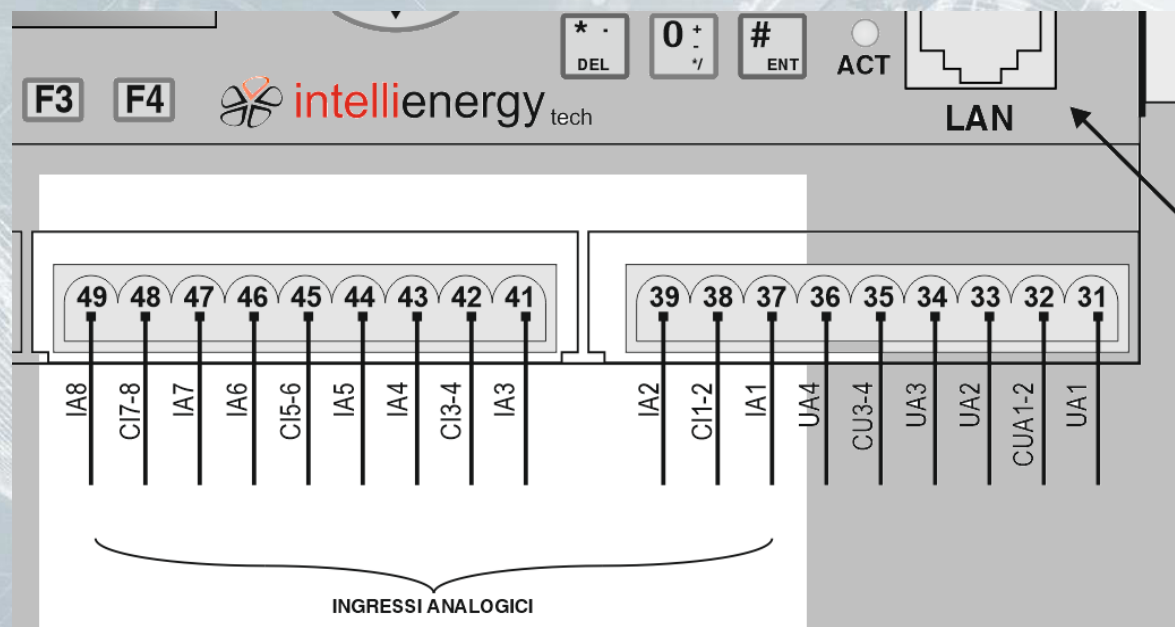 * .
DEL
0 + - */
#
ENT
ACT
LAN
F3
F4
intellienergy tech
49 48 47 46 45 44 43 42 41
39 38 37 36 35 34 33 32 31
IA8
CI7-8
IA7
IA6
CI5-6
IA5
IA4
CI3-4
IA3
IA2
CI1-2
IA1
UA4
CU3-4
UA3
UA2
CUA1-2
UA1
INGRESSI ANALOGICI